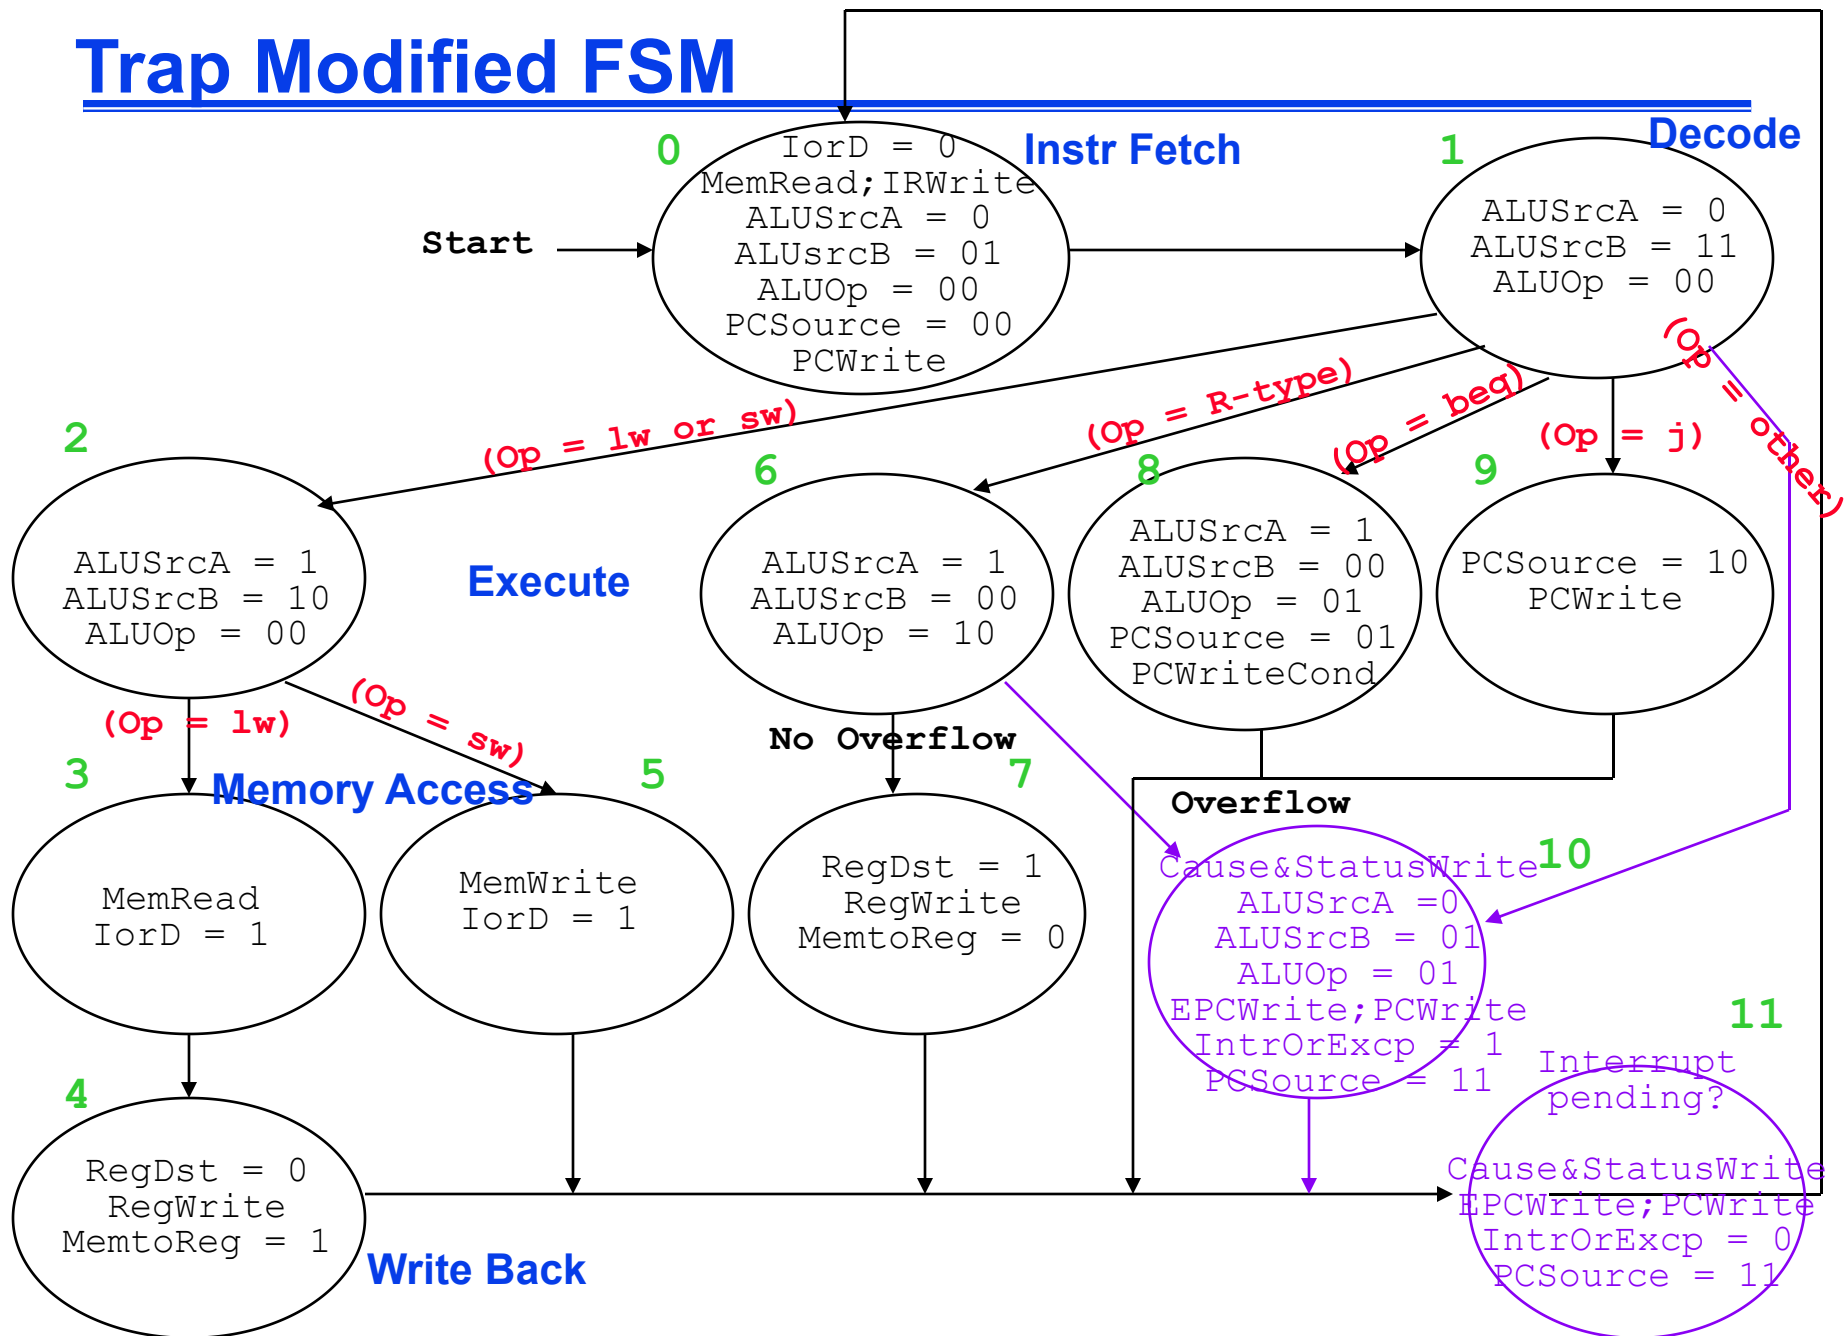 Trap Modified FSM
0
Instr Fetch
1
Decode
Start
IorD = 0
MemRead;IRWrite
ALUSrcA = 0
ALUsrcB = 01
ALUOp = 00
PCSource = 00
PCWrite
ALUSrcA = 0
ALUSrcB = 11
ALUOp = 00
(Op = lw or sw)
(Op = R-type)
(Op = beq)
(Op = j)
(Op = other)
2
ALUSrcA = 1
ALUSrcB = 10
ALUOp = 00
Execute
6
ALUSrcA = 1
ALUSrcB = 00
ALUOp = 10
8
ALUSrcA = 1
ALUSrcB = 00
ALUOp = 01
PCSource = 01
PCWriteCond
9
PCSource = 10
PCWrite
(Op = lw)
(Op = sw)
No Overflow
Overflow
3
Memory Access
MemRead
IorD = 1
5
MemWrite
IorD = 1
7
RegDst = 1
RegWrite
MemtoReg = 0
10
Cause&StatusWrite
ALUSrcA =0
ALUSrcB = 01
ALUOp = 01
EPCWrite;PCWrite
IntrOrExcp = 1
PCSource = 11
4
RegDst = 0
RegWrite
MemtoReg = 1
Write Back
11
Interrupt
pending?
Cause&StatusWrite
EPCWrite;PCWrite
IntrOrExcp = 0
PCSource = 11